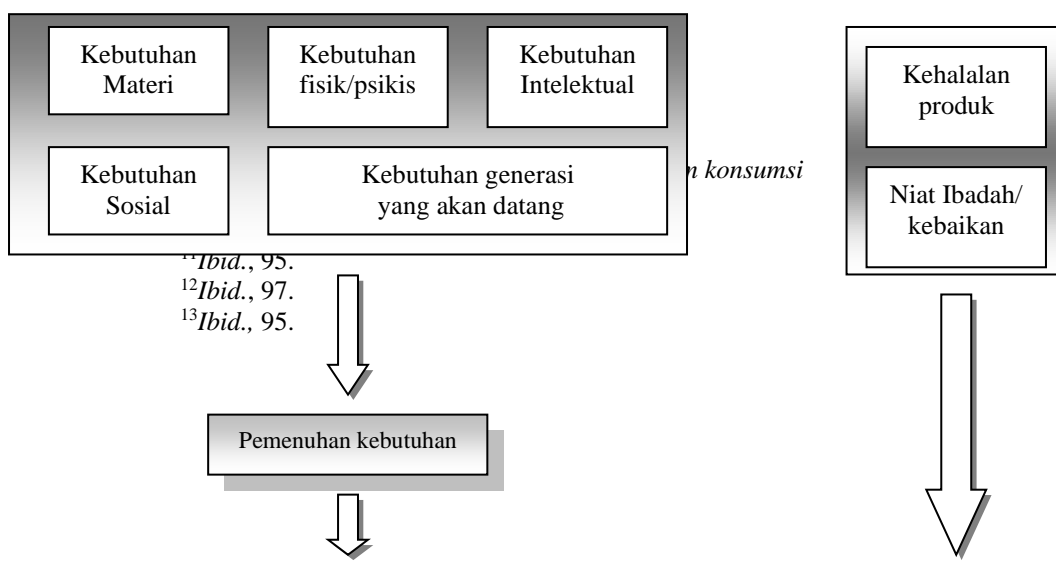 Kebutuhan
Materi
Kebutuhan
fisik/psikis
Kebutuhan
Intelektual
Kebutuhan
Sosial
Kebutuhan generasi
yang akan datang
konsumsi
Kehalalan
produk
Niat Ibadah/
kebaikan
Ibid., 95.
12Ibid., 97.
13Ibid., 95.
Pemenuhan kebutuhan